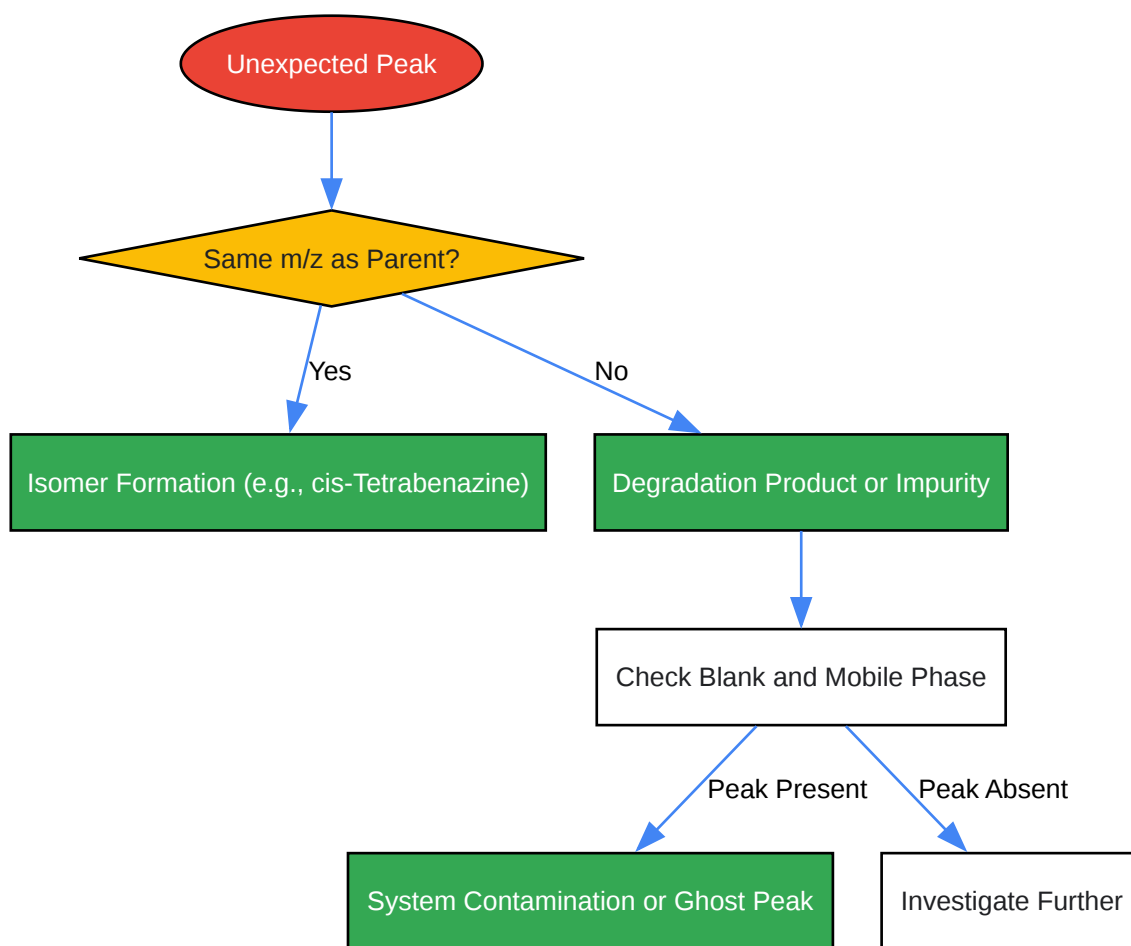 Unexpected Peak
Same m/z as Parent?
Yes
No
Isomer Formation (e.g., cis-Tetrabenazine)
Degradation Product or Impurity
Check Blank and Mobile Phase
Peak Present
Peak Absent
System Contamination or Ghost Peak
Investigate Further